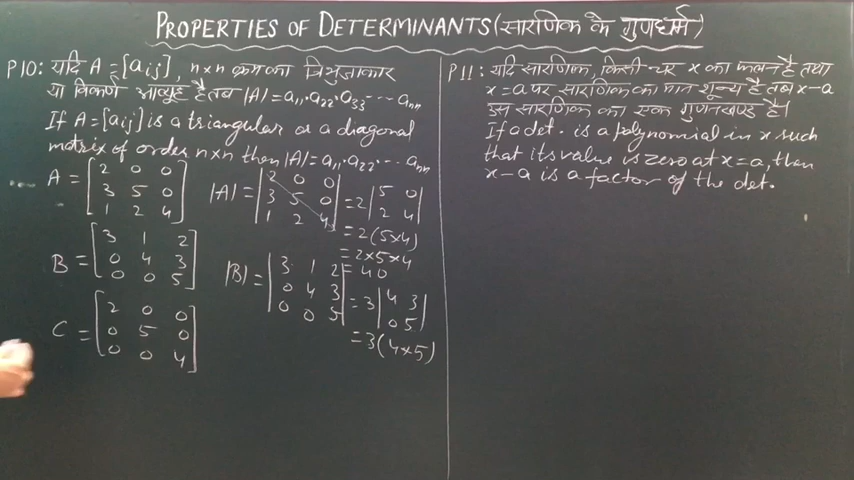 PROPERTIES OF DETERMINANTS (सारणिक के गुणधर्म)
P10: यदि A = [aij], n×n क्रम का त्रिभुजाकार
या विकर्ण आव्यूह है तब |A| = a11.a22.a33 --- ann
If A = [aij] is a triangular or a diagonal
matrix of order n×n then |A| = a11.a22 --- ann
A = [2 0 0
3 5 0
1 2 4]
|A| = |2 0 0
3 5 0
1 2 4| = 2 |5 0
2 4|
= 2(5×4)
= 2×5×4
= 40
B = [3 1 2
0 4 3
0 0 5]
|B| = |3 1 2
0 4 3
0 0 5| = 3 |4 3
0 5|
= 3(4×5)
C = [2 0 0
0 5 0
0 0 4]
P11: यदि सारणिक, किसी चर x का फलन है तथा
x = a पर सारणिक का मान शून्य है तब x-a
उस सारणिक का एक गुणनखण्ड है।
If a det. is a polynomial in x such
that its value is zero at x = a, then
x-a is a factor of the det.